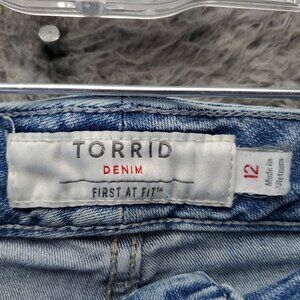 TORRID
DENIM
FIRST AT FIT™
12
Made in
Vietnam